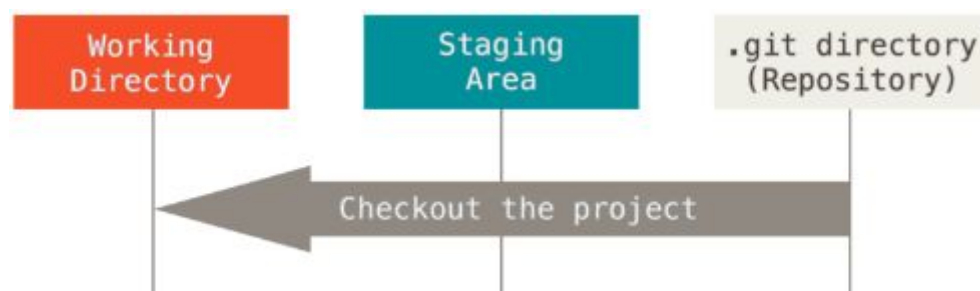 Working
Directory
Staging
Area
.git directory
(Repository)
Checkout the project